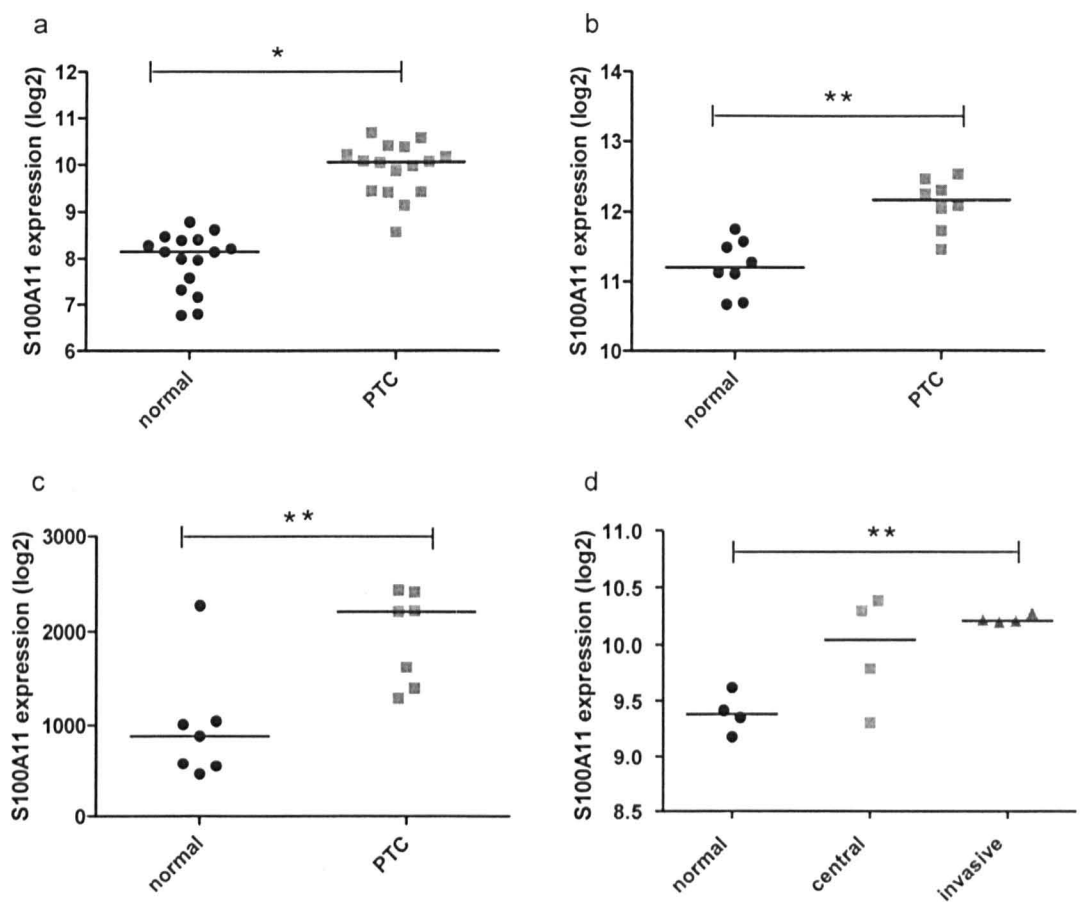 a
S100A11 expression (log2)
12
11
10
9
8
7
6
*
normal
PTC
b
S100A11 expression (log2)
14
13
12
11
10
**
normal
PTC
c
S100A11 expression (log2)
3000
2000
1000
0
**
normal
PTC
d
S100A11 expression (log2)
11.0
10.5
10.0
9.5
9.0
8.5
**
normal
central
invasive